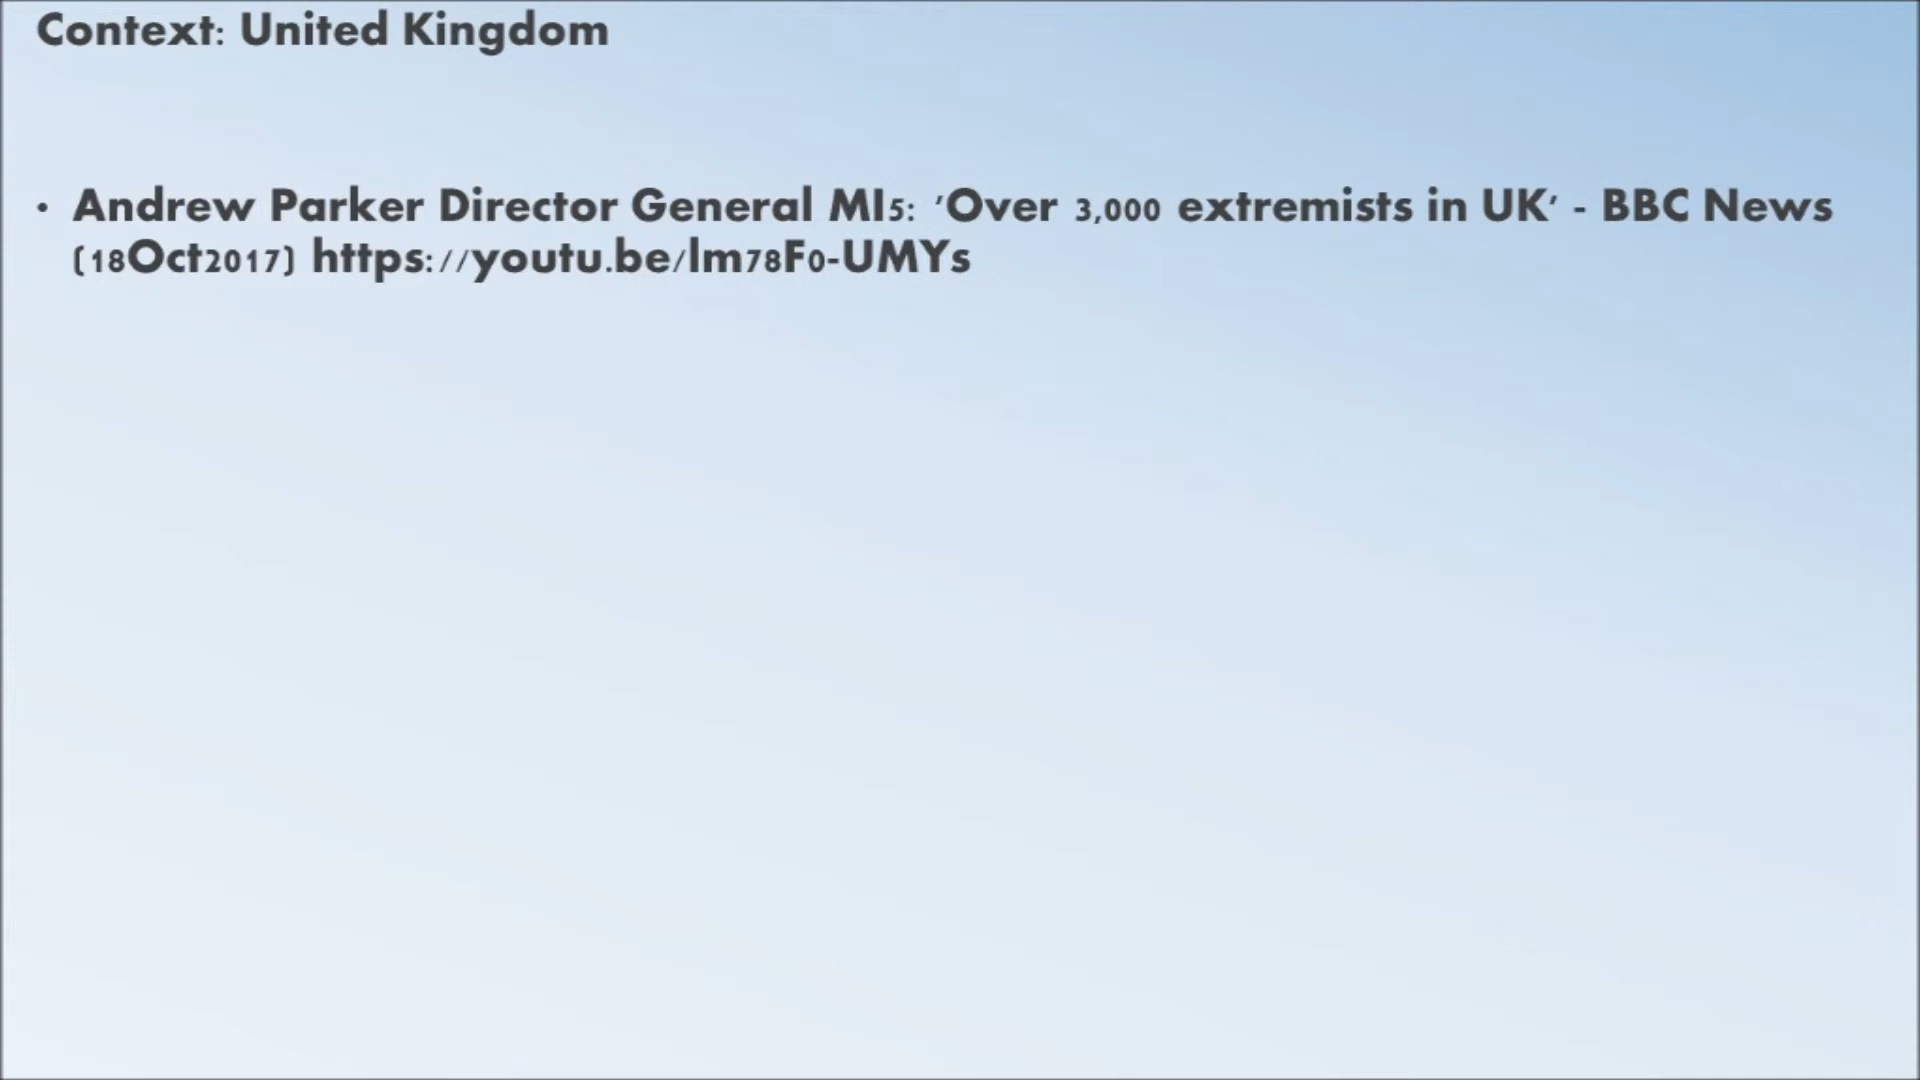 Context: United Kingdom
• Andrew Parker Director General MI5: 'Over 3,000 extremists in UK' - BBC News
(18Oct2017) https://youtu.be/lm78F0-UMYs